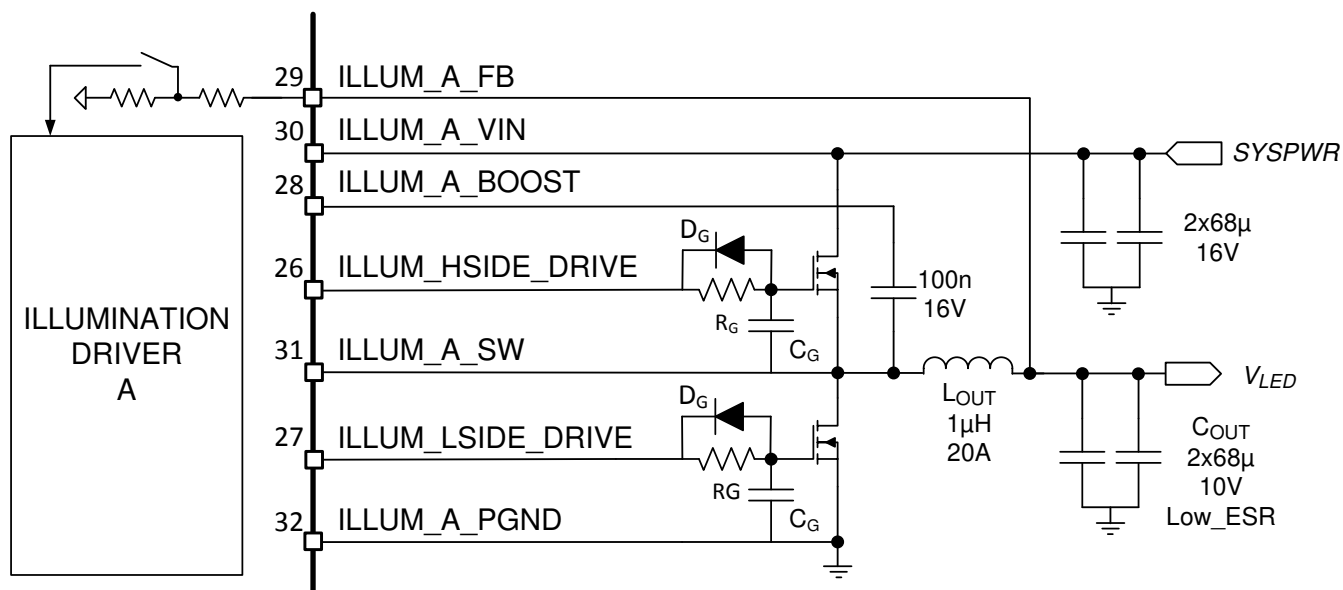 29 ILLUM_A_FB
30 ILLUM_A_VIN
SYSPWR
28 ILLUM_A_BOOST
2x68µ
16V
DG
26 ILLUM_HSIDE_DRIVE
100n
16V
RG
CG
ILLUMINATION
DRIVER
A
31 ILLUM_A_SW
LOUT
1µH
20A
VLED
DG
27 ILLUM_LSIDE_DRIVE
COUT
2x68µ
10V
Low_ESR
RG
CG
32 ILLUM_A_PGND